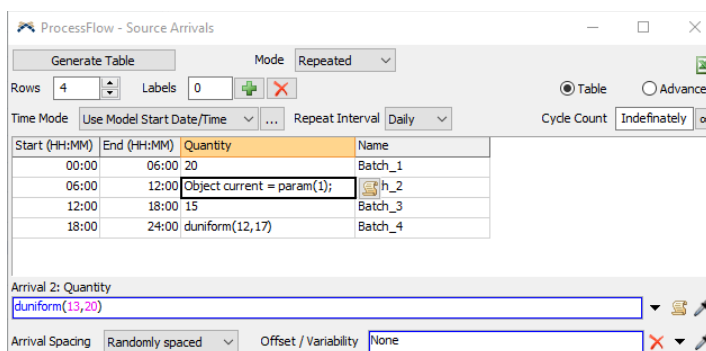 ProcessFlow - Source Arrivals
Generate Table Mode Repeated
Rows 4 Labels 0 Table Advance
Time Mode Use Model Start Date/Time ... Repeat Interval Daily Cycle Count Indefinately
Start (HH:MM) End (HH:MM) Quantity Name
00:00 06:00 20 Batch_1
06:00 12:00 Object current = param(1); h_2
12:00 18:00 15 Batch_3
18:00 24:00 duniform(12,17) Batch_4
Arrival 2: Quantity
duniform(13,20)
Arrival Spacing Randomly spaced Offset / Variability None